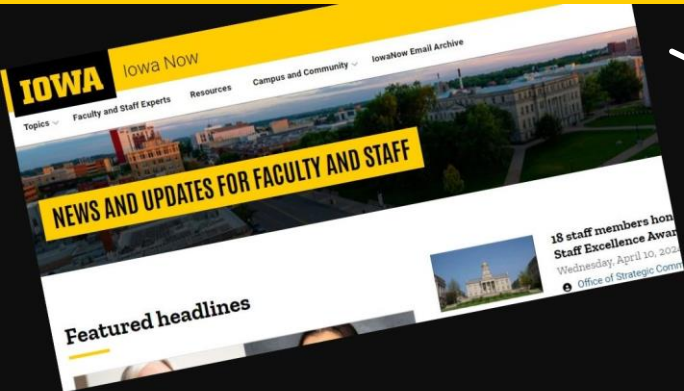 IOWA
Iowa Now
Topics
Faculty and Staff Experts
Resources
Campus and Community
IowaNow Email Archive
NEWS AND UPDATES FOR FACULTY AND STAFF
Featured headlines
18 staff members hon
Staff Excellence Awar
Wednesday, April 10, 202
Office of Strategic Comm